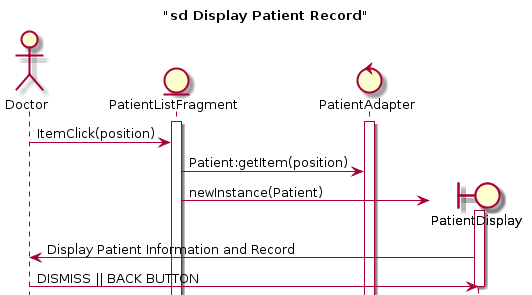 "sd Display Patient Record"
Doctor
PatientListFragment
PatientAdapter
ItemClick(position)
Patient:getItem(position)
newInstance(Patient)
PatientDisplay
Display Patient Information and Record
DISMISS || BACK BUTTON